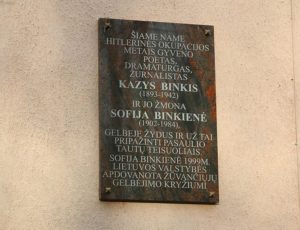 ŠIAME NAME
HITLERINĖS OKUPACIJOS
METAIS GYVENO
POETAS,
DRAMATURGAS,
ŽURNALISTAS
KAZYS BINKIS
(1893-1942)
IR JO ŽMONA
SOFIJA BINKIENĖ
(1902-1984),
GELBĖJĘ ŽYDUS IR UŽ TAI
PRIPAŽINTI PASAULIO
TAUTŲ TEISUOLIAIS.
SOFIJA BINKIENĖ 1999M.
LIETUVOS VALSTYBĖS
APDOVANOTA ŽŪVANČIŲJŲ
GELBĖJIMO KRYŽIUMI